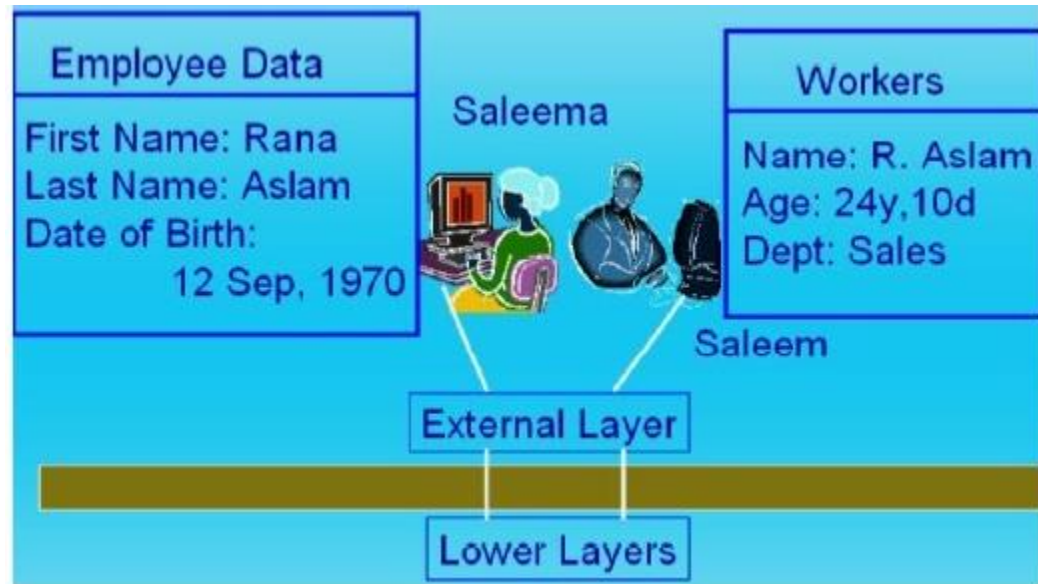 Employee Data
First Name: Rana
Last Name: Aslam
Date of Birth:
12 Sep, 1970
Saleema
Workers
Name: R. Aslam
Age: 24y,10d
Dept: Sales
Saleem
External Layer
Lower Layers